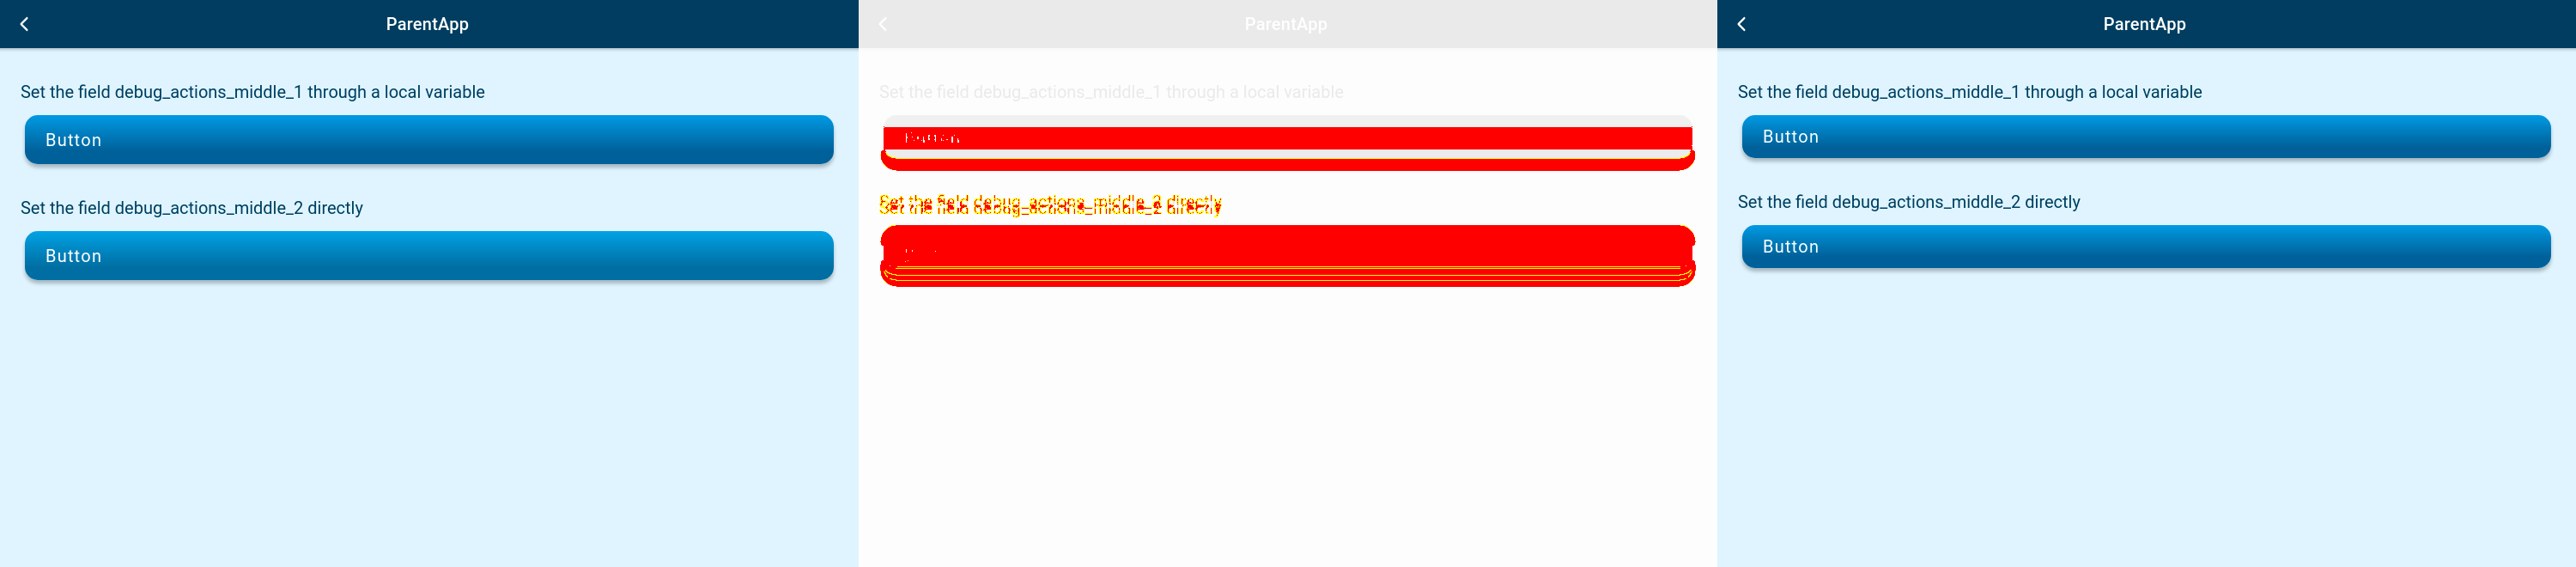 ParentApp
Set the field debug_actions_middle_1 through a local variable
Button
Set the field debug_actions_middle_2 directly
Button
ParentApp
Set the field debug_actions_middle_1 through a local variable
Set the field debug_actions_middle_2 directly
ParentApp
Set the field debug_actions_middle_1 through a local variable
Button
Set the field debug_actions_middle_2 directly
Button